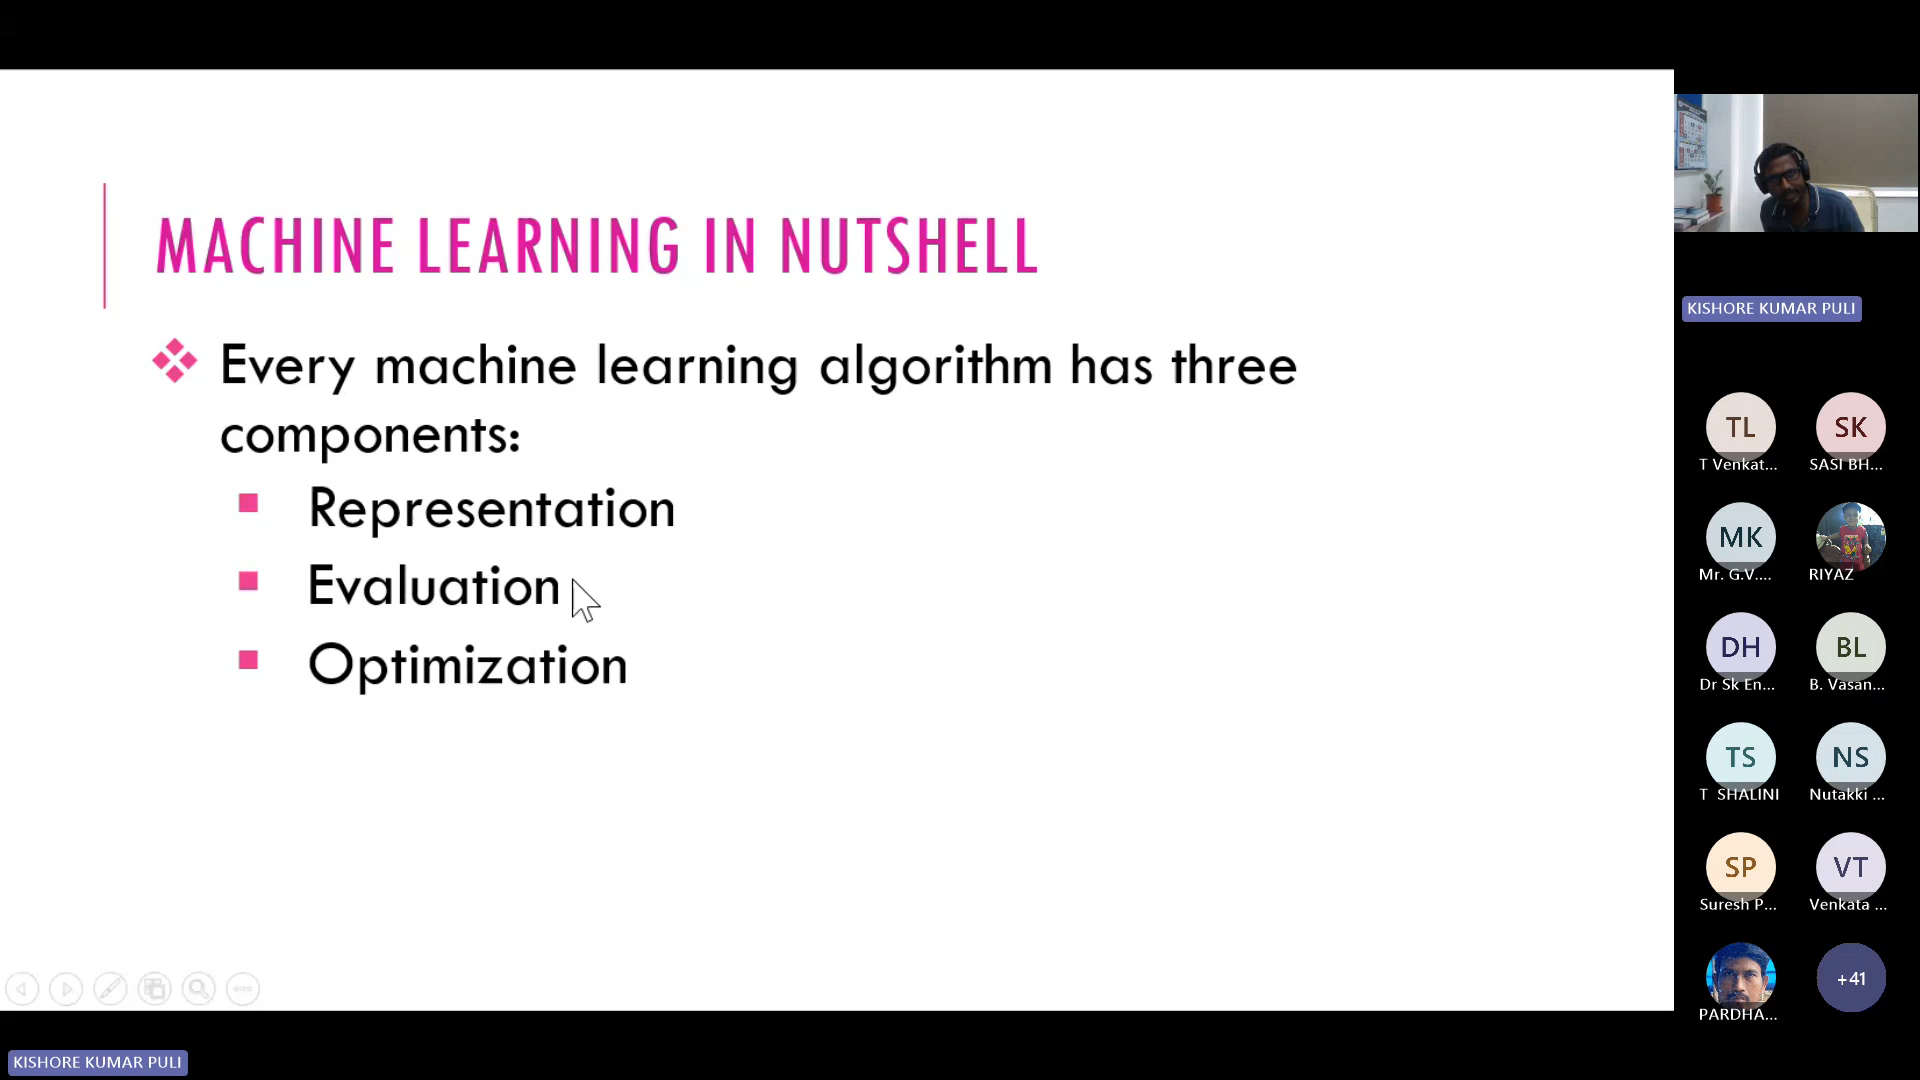 MACHINE LEARNING IN NUTSHELL
Every machine learning algorithm has three
components:
Representation
Evaluation
Optimization
KISHORE KUMAR PULI
KISHORE KUMAR PULI
TL
T Venkat...
SK
SASI BH...
MK
Mr. G.V....
RIYAZ
DH
Dr Sk En...
BL
B. Vasan...
TS
T SHALINI
NS
Nutakki ...
SP
Suresh P...
VT
Venkata ...
PARDHA...
+41